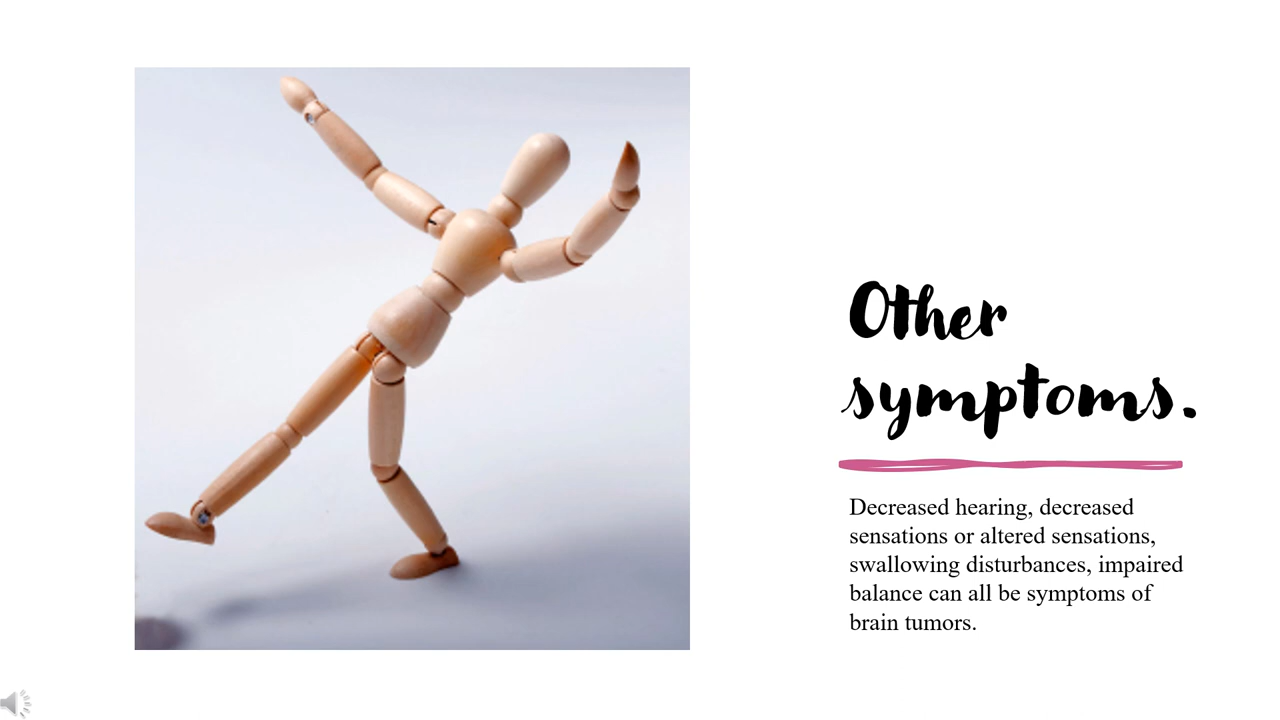 Other
symptoms.
Decreased hearing, decreased
sensations or altered sensations,
swallowing disturbances, impaired
balance can all be symptoms of
brain tumors.